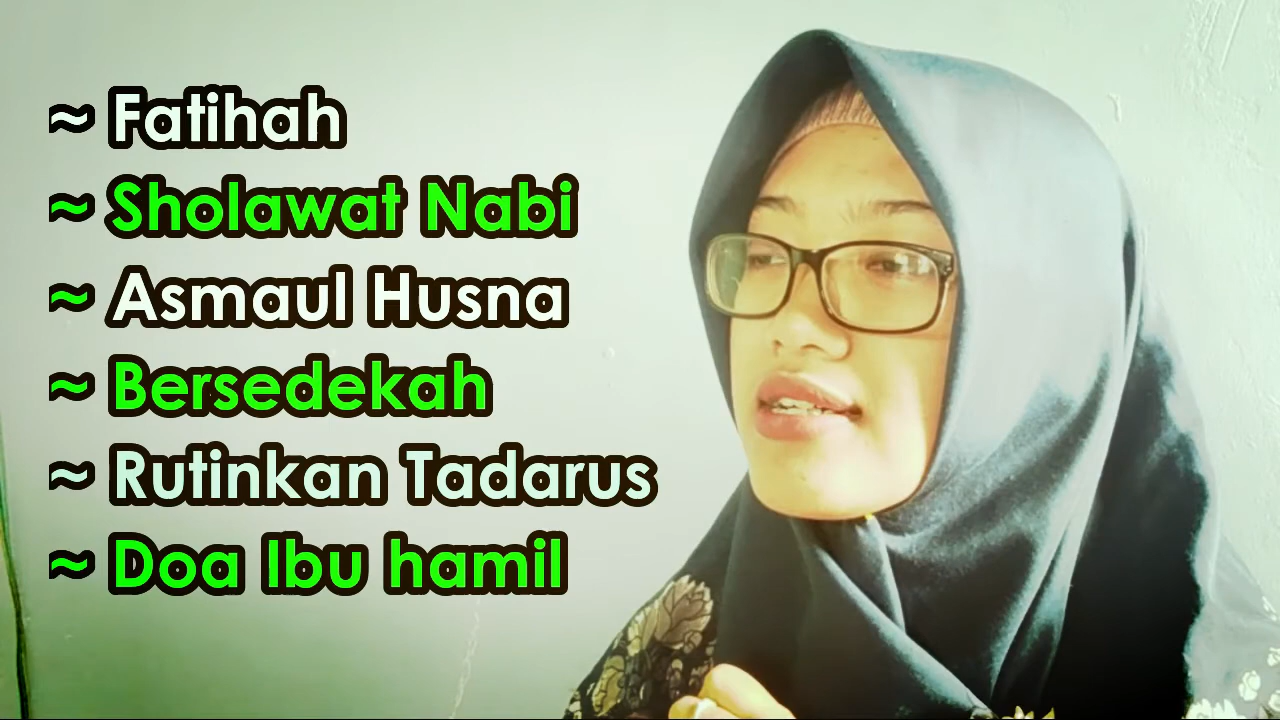 ≈ Fatihah
≈ Sholawat Nabi
≈ Asmaul Husna
≈ Bersedekah
≈ Rutinkan Tadarus
≈ Doa Ibu hamil